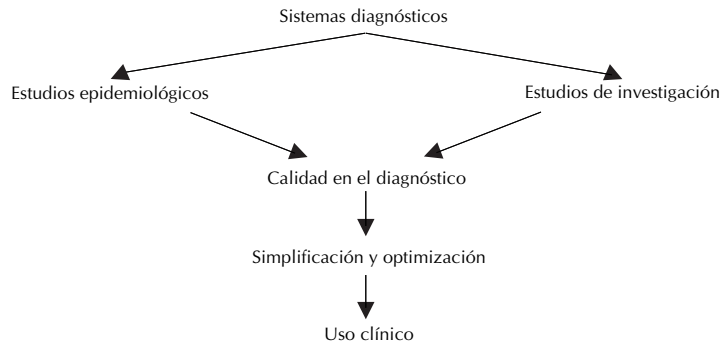 Sistemas diagnósticos
Estudios epidemiológicos
Estudios de investigación
Calidad en el diagnóstico
Simplificación y optimización
Uso clínico